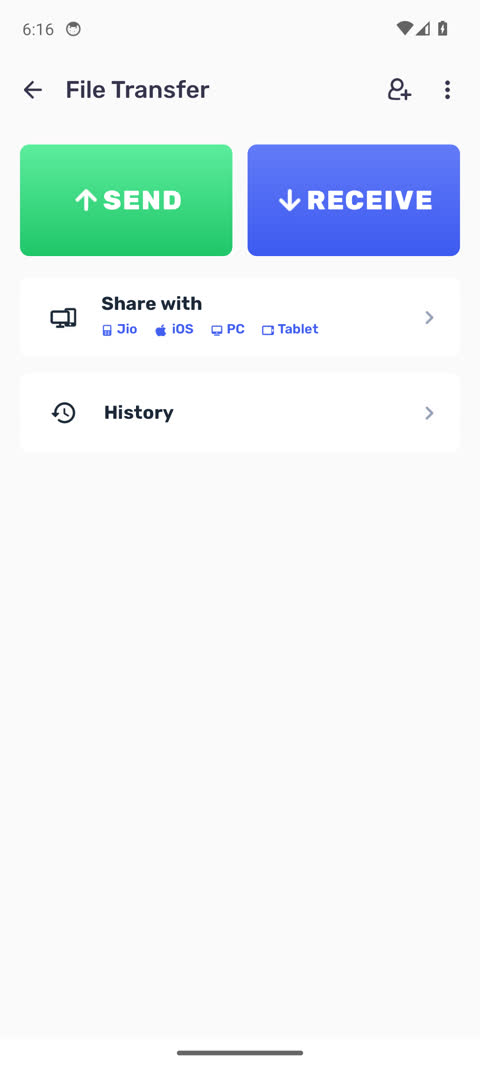 6:16
File Transfer
SEND
RECEIVE
Share with
Jio iOS PC Tablet
History